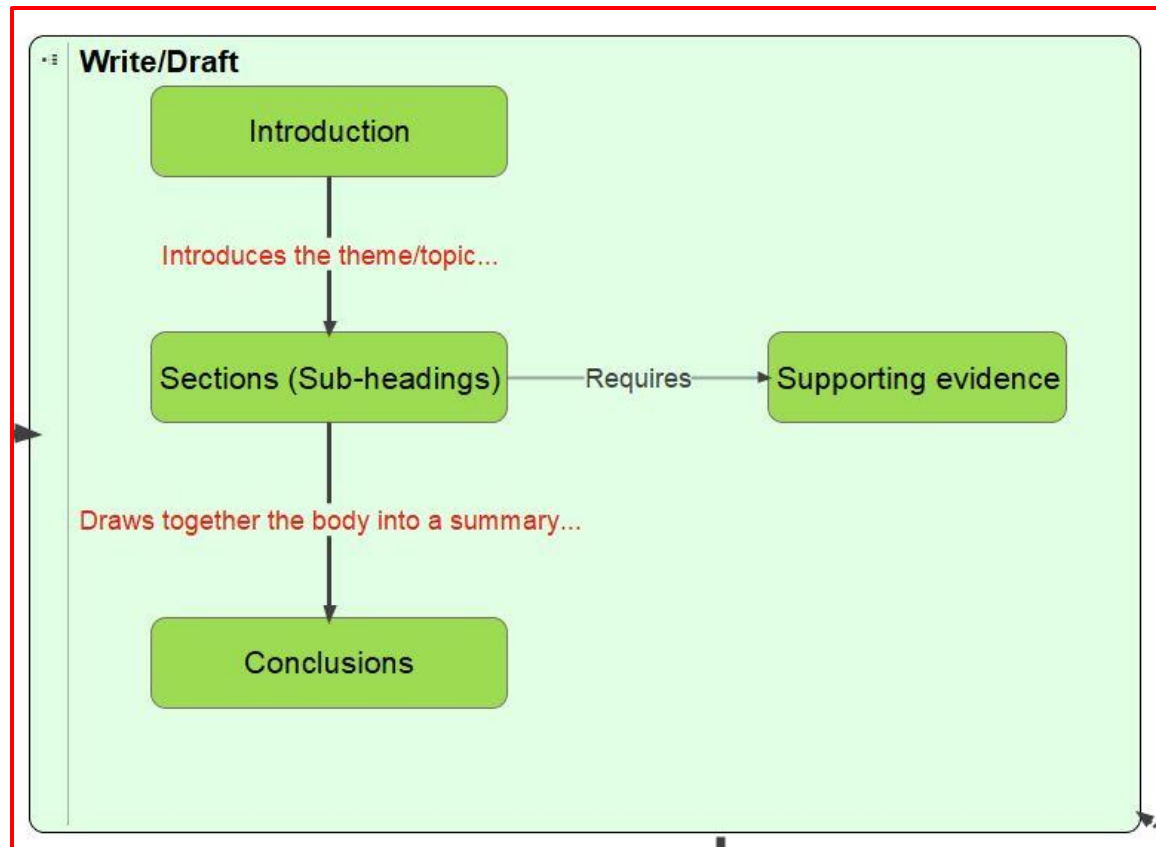 Write/Draft
Introduction
Introduces the theme/topic...
Sections (Sub-headings)
Requires
Supporting evidence
Draws together the body into a summary...
Conclusions